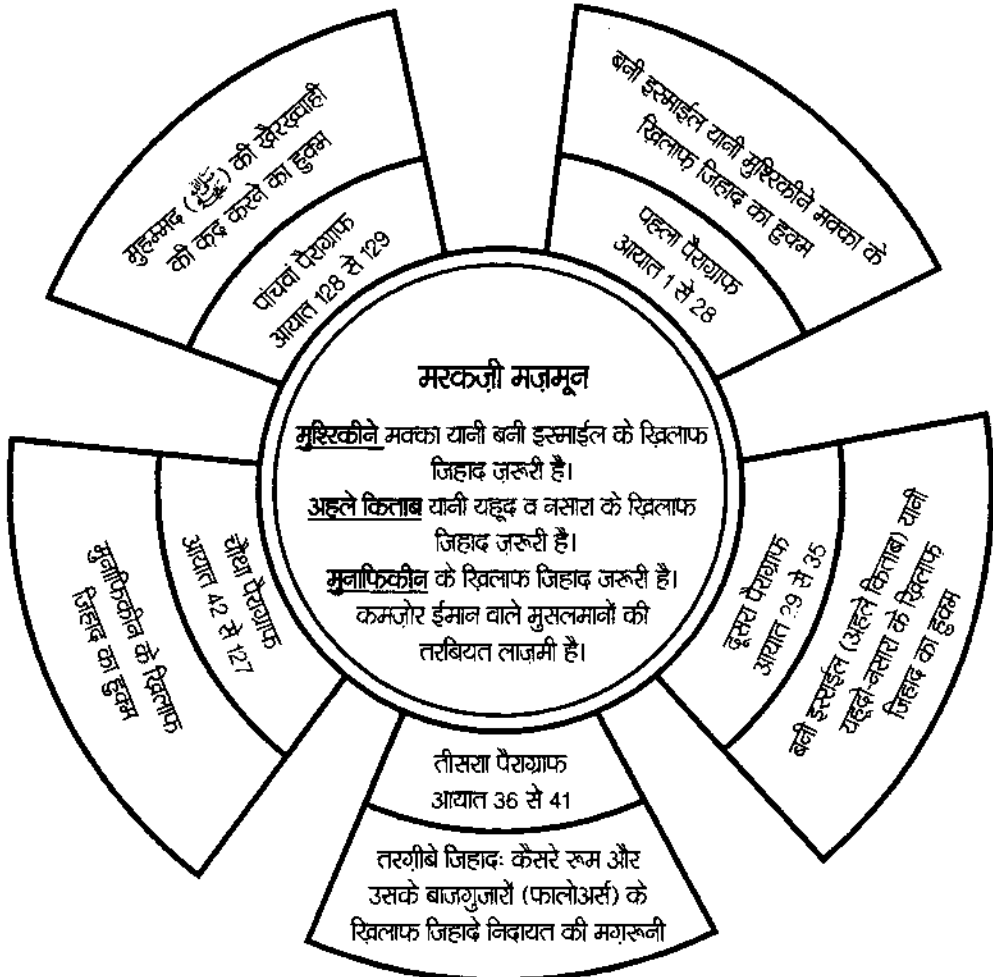 मरकज़ी मज़मून
मुश्रिकीने मक्का यानी बनी इस्माईल के ख़िलाफ
जिहाद ज़रूरी है।
अहले किताब यानी यहूद व नसारा के ख़िलाफ
जिहाद ज़रूरी है।
मुनाफिकीन के ख़िलाफ जिहाद जरूरी है।
कमज़ोर ईमान वाले मुसलमानों की
तरबियत लाज़मी है।
बनी इस्माईल यानी मुश्रिकीने मक्का के
ख़िलाफ़ जिहाद का हुक्म
पहला पैराग्राफ
आयात 1 से 28
दूसरा पैराग्राफ
आयात 29 से 35
बनी इस्राईल (अहले किताब) यानी
यहूदो-नसारा के ख़िलाफ
जिहाद का हुक्म
तीसरा पैराग्राफ
आयात 36 से 41
तरग़ीबे जिहादः कैसरे रूम और
उसके बाजगुजारों (फालोअर्स) के
ख़िलाफ जिहादे निदायत की मग़रूनी
चौथा पैराग्राफ
आयात 42 से 127
मुनाफिकीन के ख़िलाफ
जिहाद का हुक्म
मुहम्मद (ﷺ) की ख़ैरख़्वाही
की कद्र करने का हुक्म
पांचवां पैराग्राफ
आयात 128 से 129